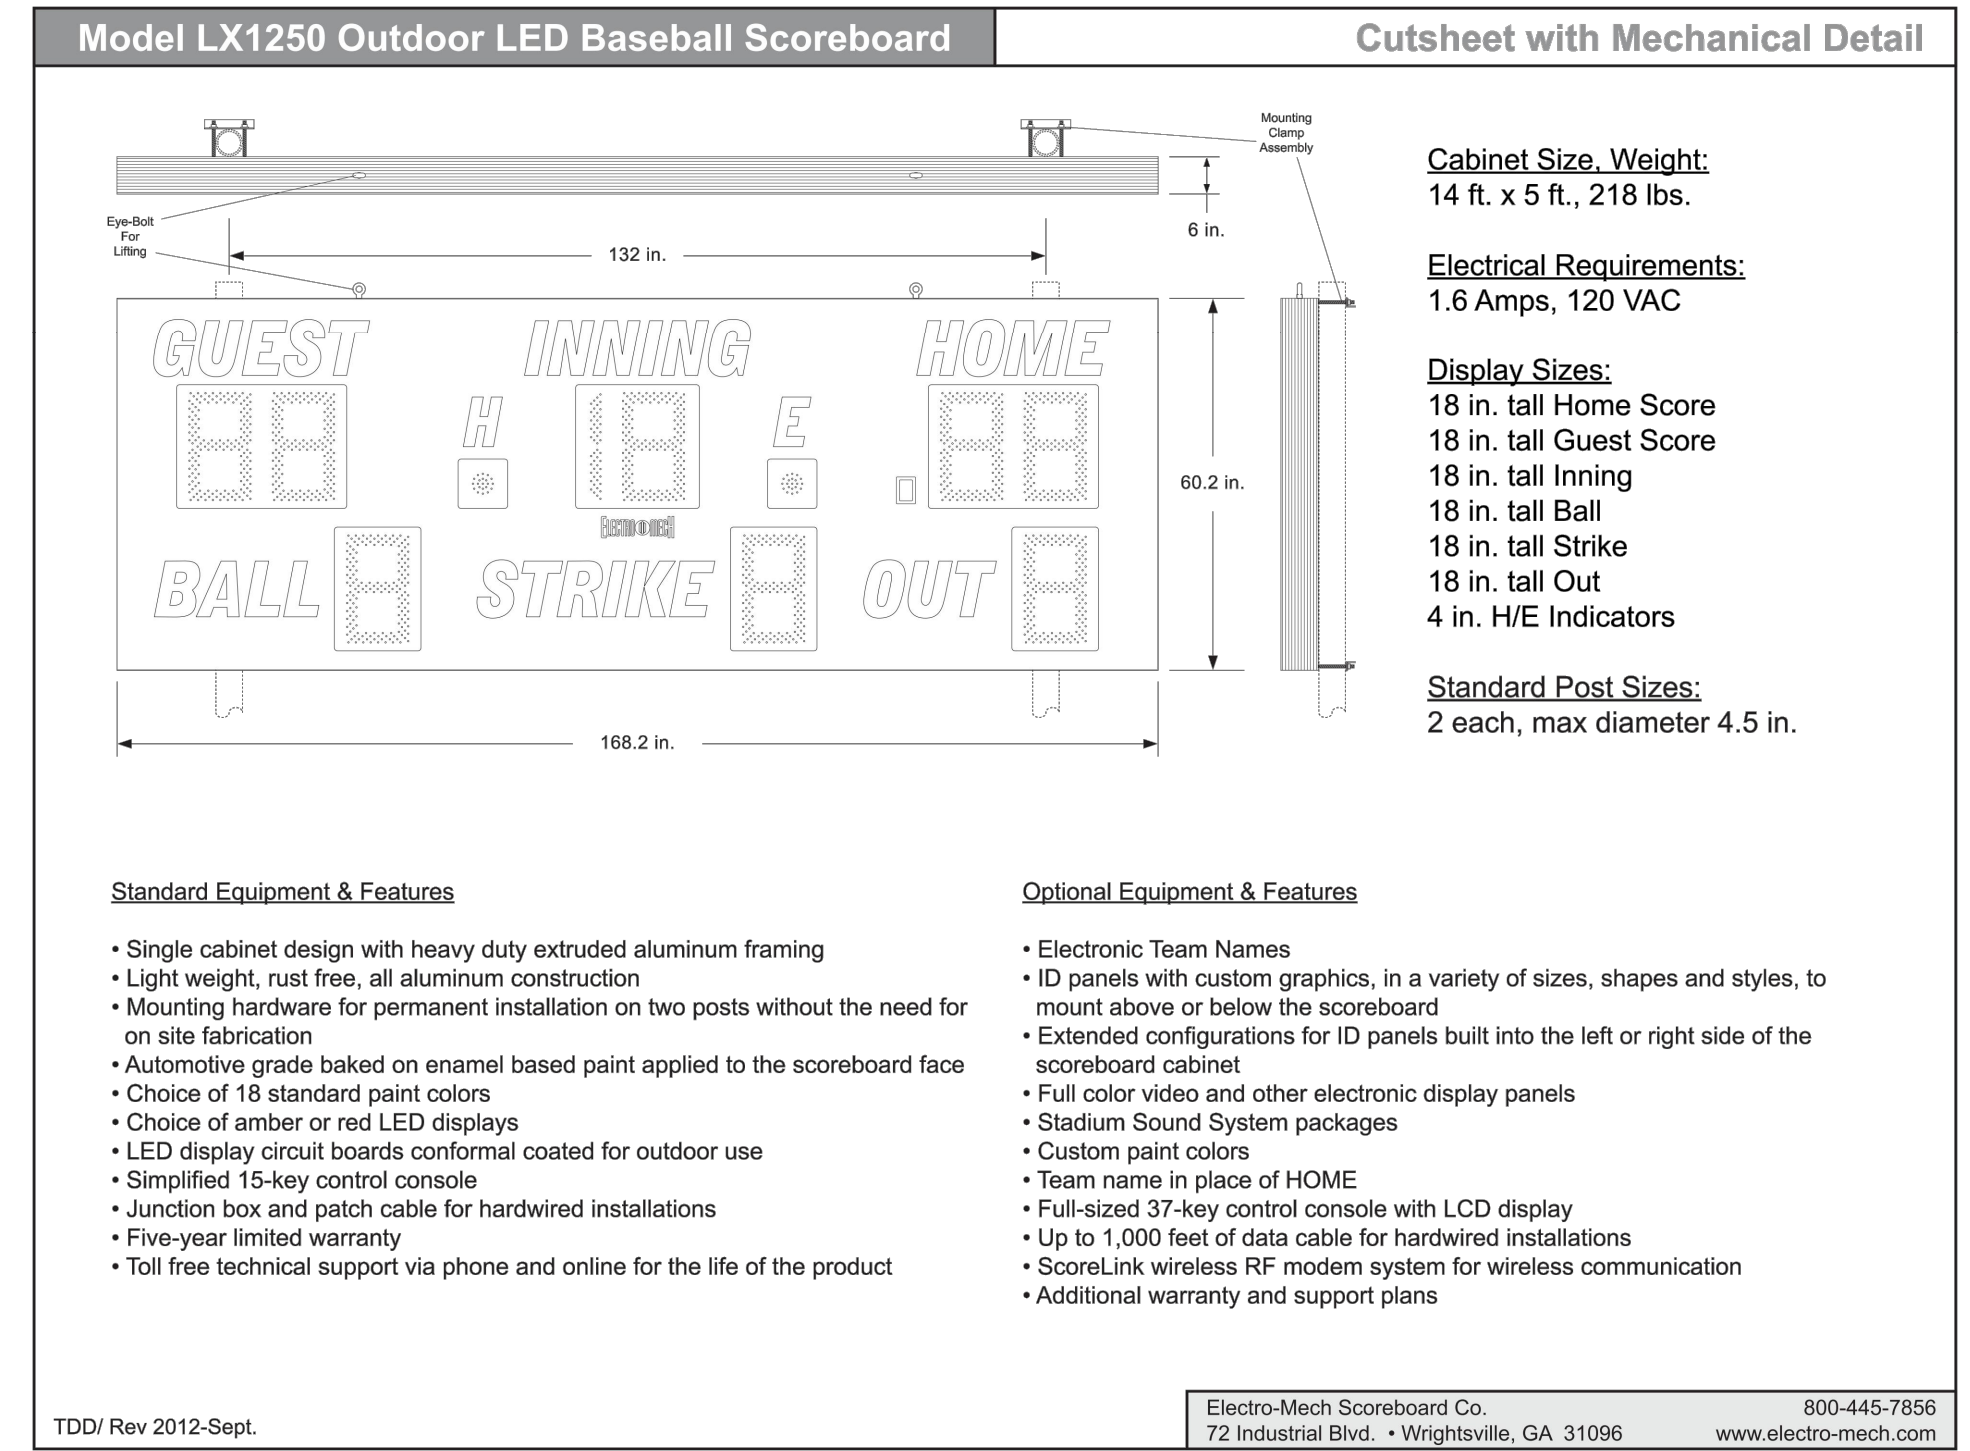 Model LX1250 Outdoor LED Baseball Scoreboard
Cutsheet with Mechanical Detail
Mounting
Clamp
Assembly
Eye-Bolt
For
Lifting
6 in.
132 in.
GUEST
INNING
HOME
H
E
ELECTRO-MECH
60.2 in.
BALL
STRIKE
OUT
168.2 in.
Cabinet Size, Weight:
14 ft. x 5 ft., 218 lbs.
Electrical Requirements:
1.6 Amps, 120 VAC
Display Sizes:
18 in. tall Home Score
18 in. tall Guest Score
18 in. tall Inning
18 in. tall Ball
18 in. tall Strike
18 in. tall Out
4 in. H/E Indicators
Standard Post Sizes:
2 each, max diameter 4.5 in.
Standard Equipment & Features
• Single cabinet design with heavy duty extruded aluminum framing
• Light weight, rust free, all aluminum construction
• Mounting hardware for permanent installation on two posts without the need for
on site fabrication
• Automotive grade baked on enamel based paint applied to the scoreboard face
• Choice of 18 standard paint colors
• Choice of amber or red LED displays
• LED display circuit boards conformal coated for outdoor use
• Simplified 15-key control console
• Junction box and patch cable for hardwired installations
• Five-year limited warranty
• Toll free technical support via phone and online for the life of the product
Optional Equipment & Features
• Electronic Team Names
• ID panels with custom graphics, in a variety of sizes, shapes and styles, to
mount above or below the scoreboard
• Extended configurations for ID panels built into the left or right side of the
scoreboard cabinet
• Full color video and other electronic display panels
• Stadium Sound System packages
• Custom paint colors
• Team name in place of HOME
• Full-sized 37-key control console with LCD display
• Up to 1,000 feet of data cable for hardwired installations
• ScoreLink wireless RF modem system for wireless communication
• Additional warranty and support plans
TDD/ Rev 2012-Sept.
Electro-Mech Scoreboard Co.
800-445-7856
72 Industrial Blvd. • Wrightsville, GA 31096
www.electro-mech.com